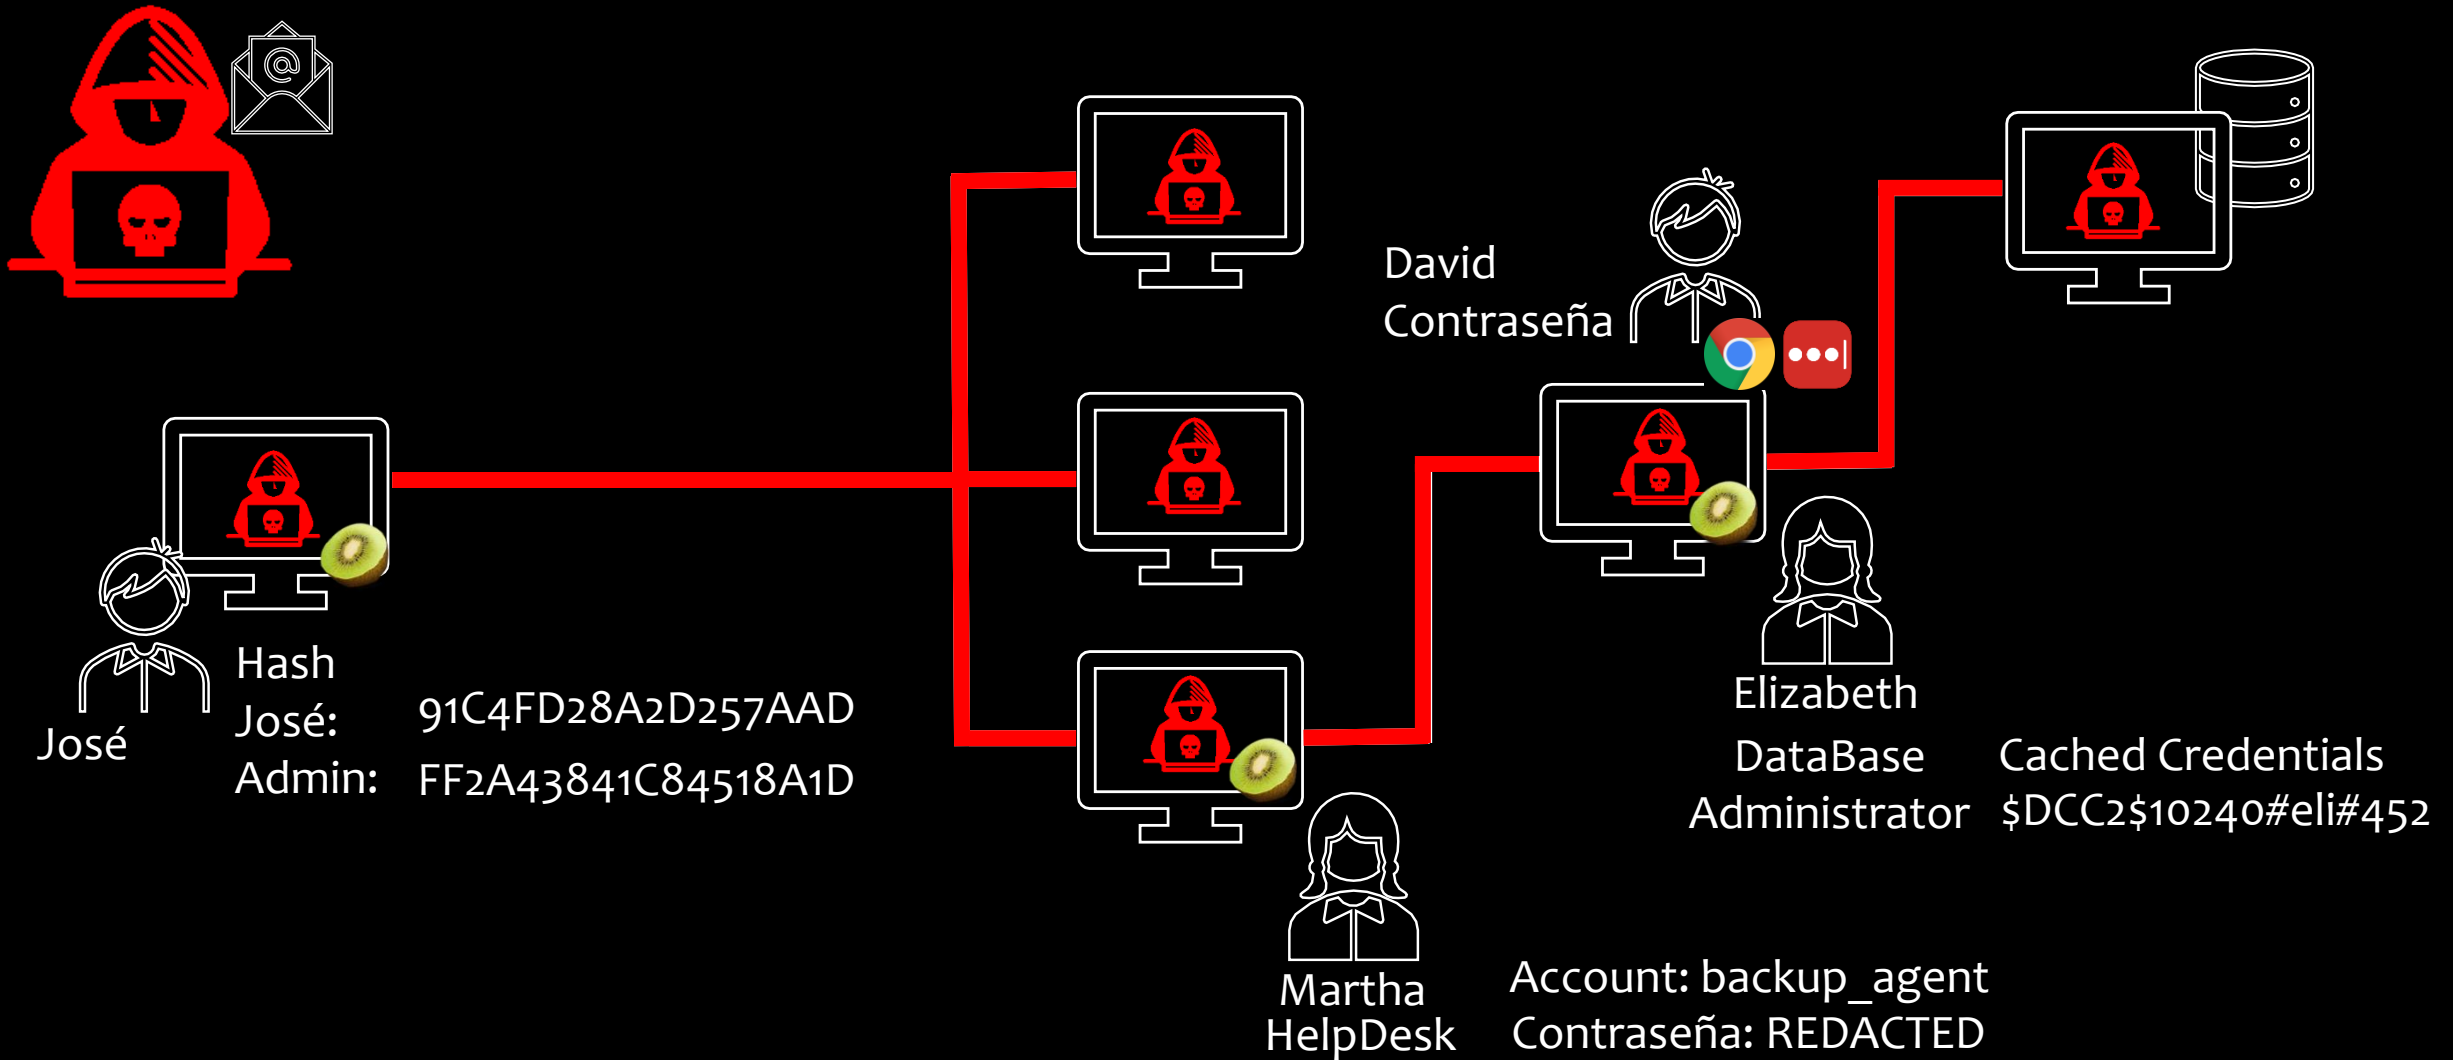 David
Contraseña
Hash
José:
Admin:
91C4FD28A2D257AAD
FF2A43841C84518A1D
José
Elizabeth
DataBase
Administrator
Cached Credentials
$DCC2$10240#eli#452
Martha
HelpDesk
Account: backup_agent
Contraseña: REDACTED